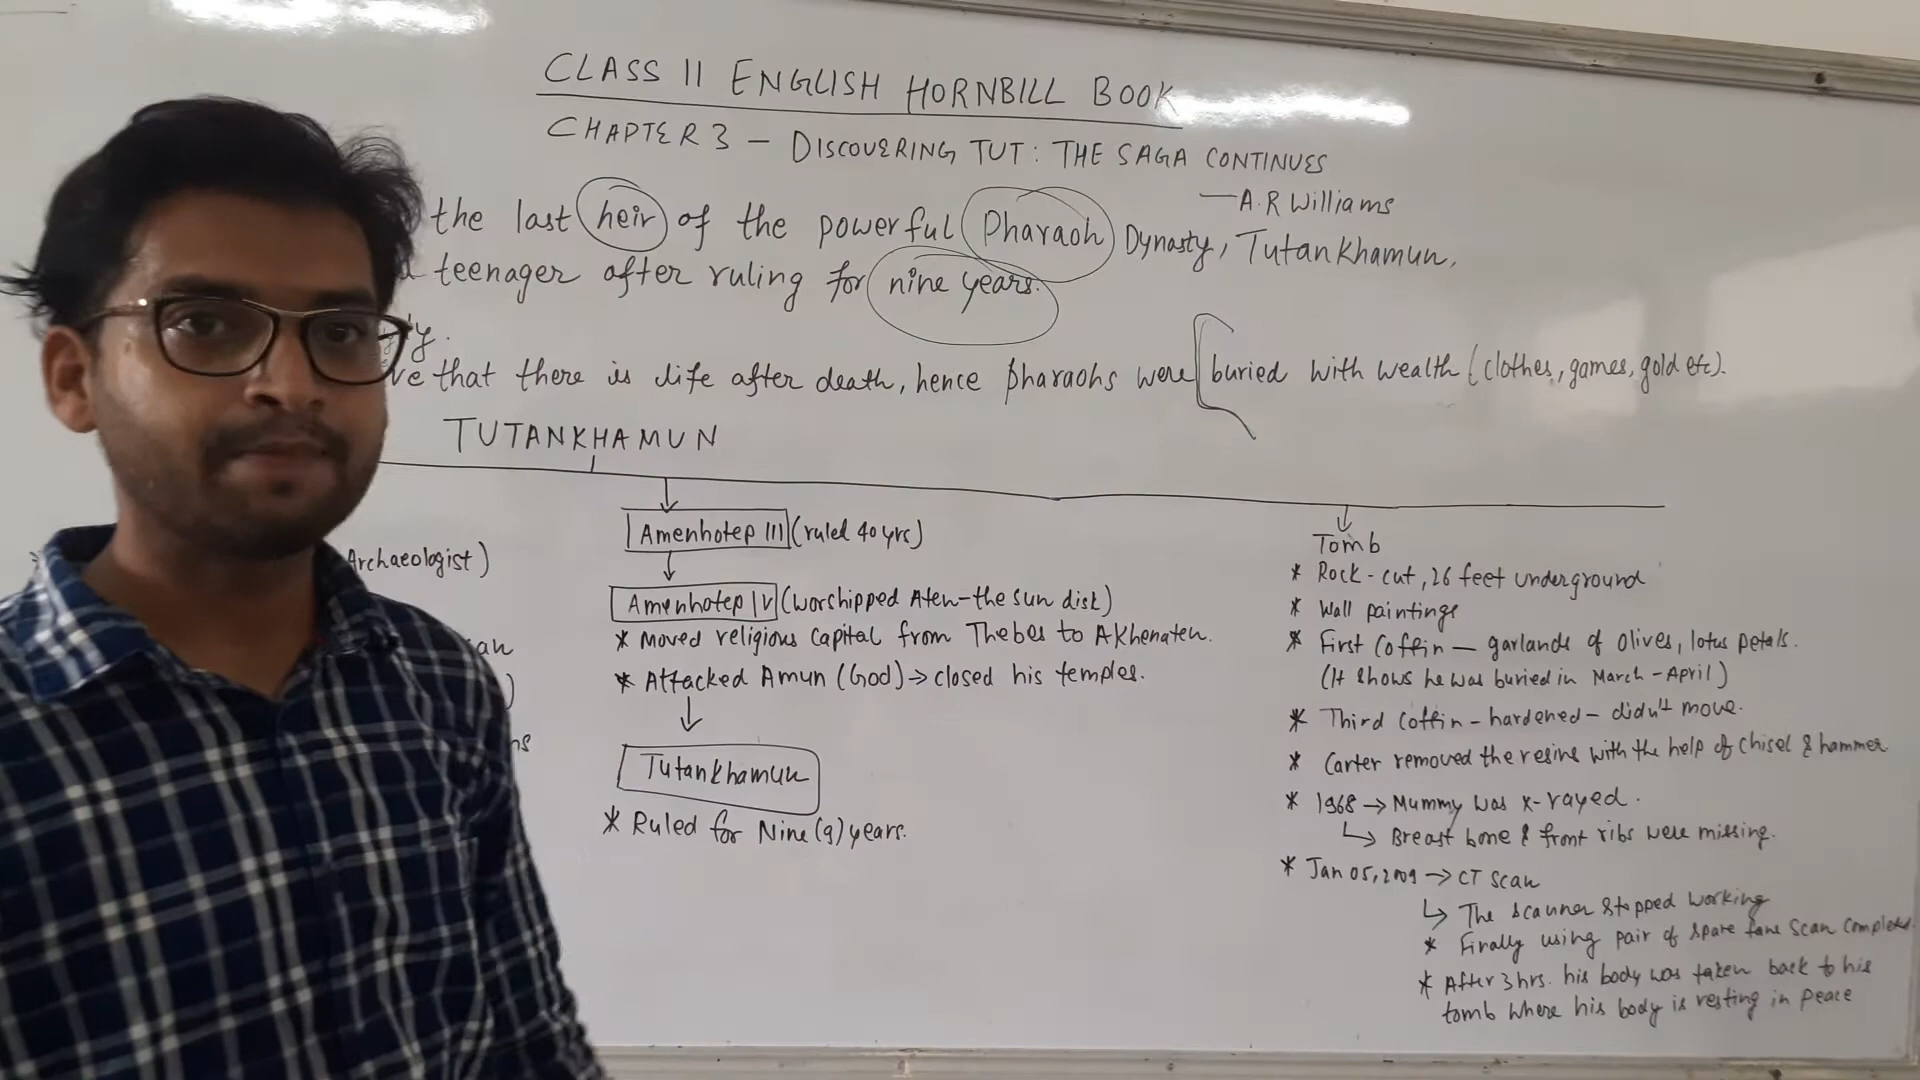 CLASS 11 ENGLISH HORNBILL BOOK
CHAPTER 3 - DISCOVERING TUT: THE SAGA CONTINUES
- A.R Williams
the last heir of the powerful Pharaoh Dynasty, Tutankhamun,
a teenager after ruling for nine years.
ve that there is life after death, hence pharaohs were buried with wealth (clothes, games, gold etc).
TUTANKHAMUN
Archaeologist)
an
)
ns
Amenhotep III (ruled 40 yrs)
Amenhotep IV (worshipped Aten-the sun disk)
* Moved religious capital from Thebes to Akhenaten.
* Attacked Amun (God) → closed his temples.
Tutankhamun
* Ruled for Nine (9) years.
Tomb
* Rock-cut, 26 feet underground
* Wall paintings
* First Coffin - garlands of olives, lotus petals.
(It shows he was buried in March-April)
* Third Coffin - hardened - didn't move.
* Carter removed the resins with the help of chisel & hammer
* 1968 → Mummy was x-rayed.
↳ Breast bone & front ribs were missing.
* Jan 05, 2009 → CT scan
↳ The scanner stopped working
* Finally using pair of spare fans scan completed.
* After 3 hrs. his body was taken back to his
tomb where his body is resting in peace